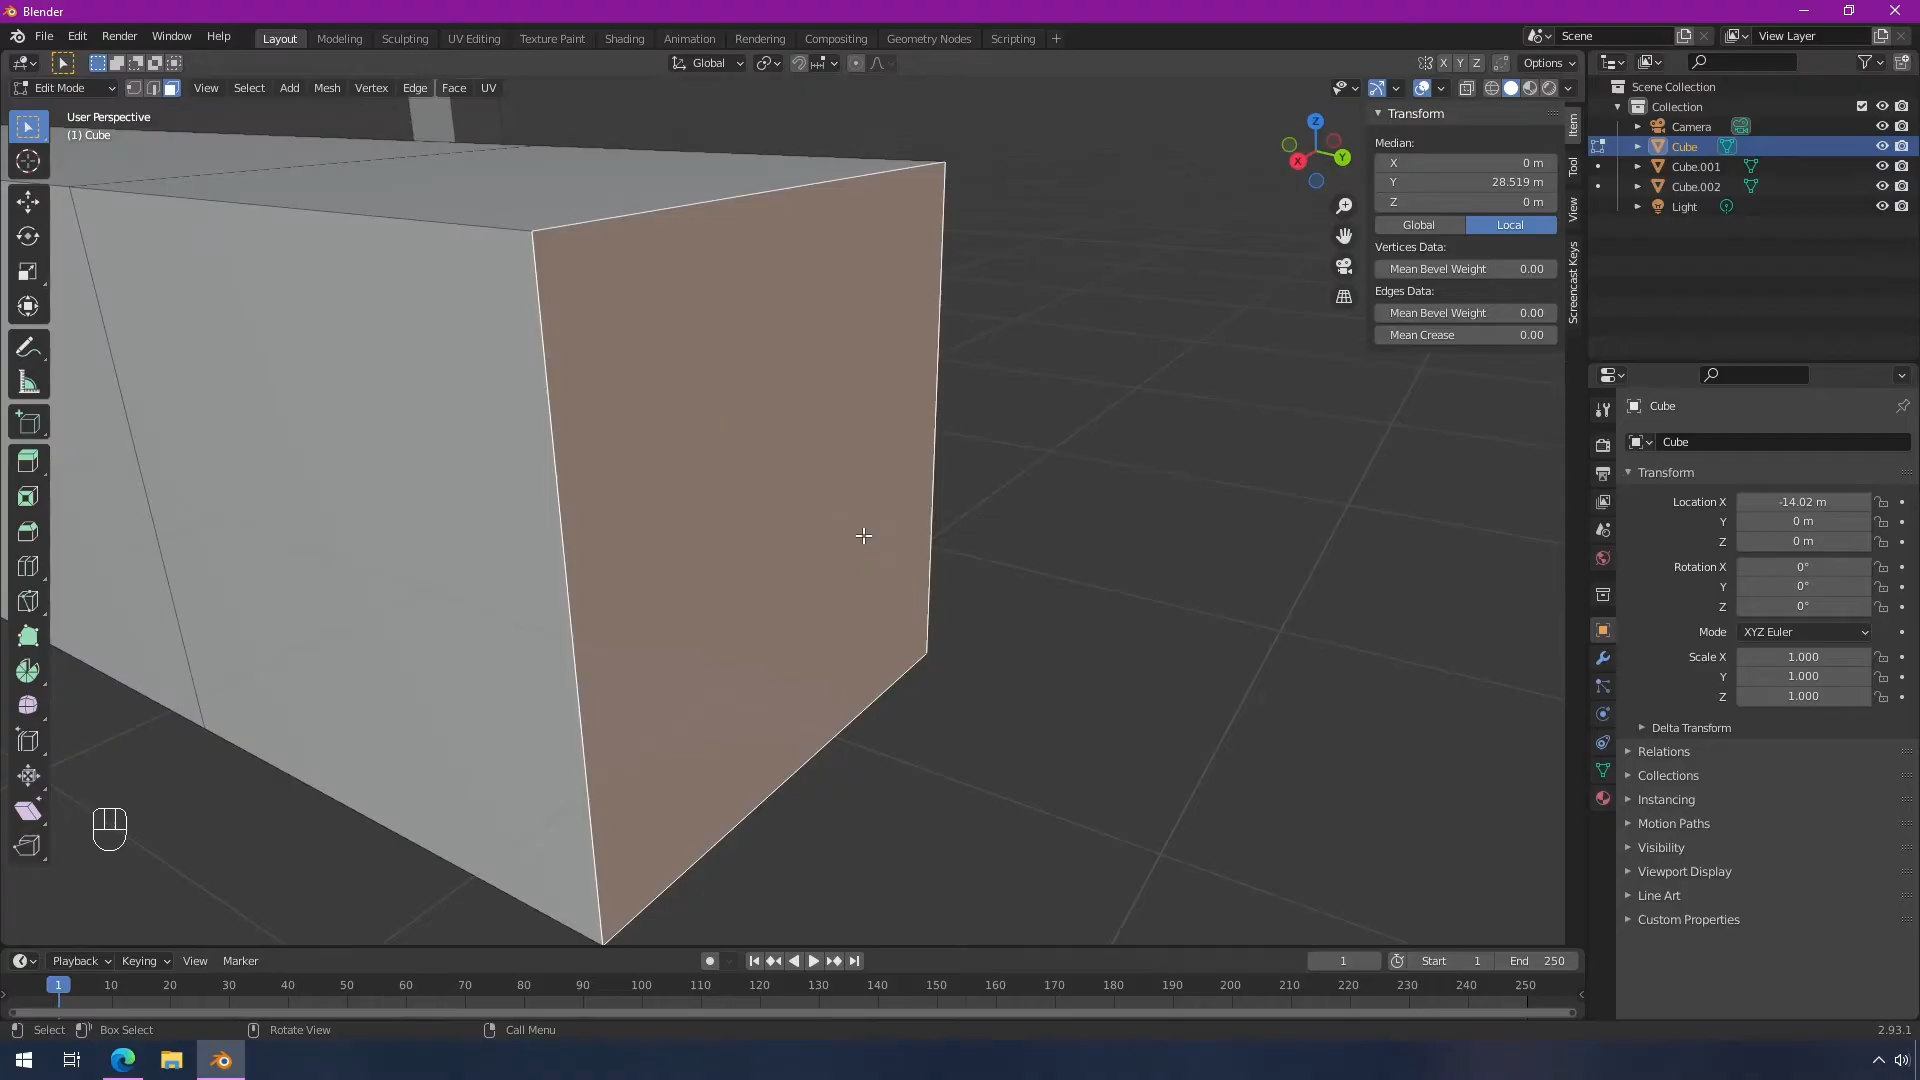 Blender
File Edit Render Window Help
Layout Modeling Sculpting UV Editing Texture Paint Shading Animation Rendering Compositing Geometry Nodes Scripting +
Scene
View Layer
Global
X Y Z
Options
Edit Mode
View Select Add Mesh Vertex Edge Face UV
User Perspective
(1) Cube
Z
X
Y
Transform
Median:
X 0 m
Y 28.519 m
Z 0 m
Global Local
Vertices Data:
Mean Bevel Weight 0.00
Edges Data:
Mean Bevel Weight 0.00
Mean Crease 0.00
Item
Tool
View
Screencast Keys
Scene Collection
Collection
Camera
Cube
Cube.001
Cube.002
Light
Cube
Cube
Transform
Location X -14.02 m
Y 0 m
Z 0 m
Rotation X 0°
Y 0°
Z 0°
Mode XYZ Euler
Scale X 1.000
Y 1.000
Z 1.000
Delta Transform
Relations
Collections
Instancing
Motion Paths
Visibility
Viewport Display
Line Art
Custom Properties
Playback Keying View Marker
1
Start 1
End 250
1 10 20 30 40 50 60 70 80 90 100 110 120 130 140 150 160 170 180 190 200 210 220 230 240 250
Select Box Select Rotate View Call Menu
2.93.1